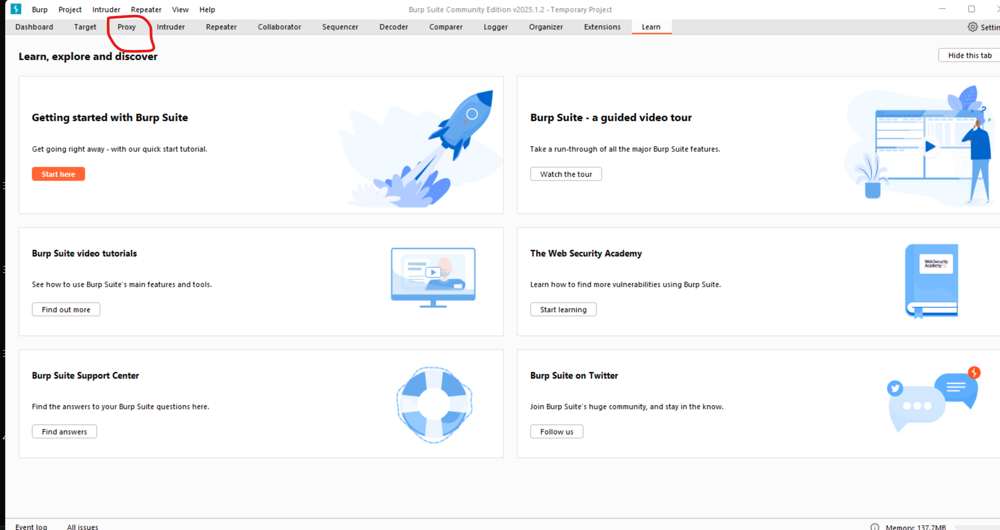 Burp Project Intruder Repeater View Help Burp Suite Community Edition v2025.1.2 - Temporary Project
Dashboard Target Proxy Intruder Repeater Collaborator Sequencer Decoder Comparer Logger Organizer Extensions Learn Settin
Learn, explore and discover Hide this tab
Getting started with Burp Suite
Get going right away - with our quick start tutorial.
Start here
Burp Suite - a guided video tour
Take a run-through of all the major Burp Suite features.
Watch the tour
Burp Suite video tutorials
See how to use Burp Suite's main features and tools.
Find out more
The Web Security Academy
Learn how to find more vulnerabilities using Burp Suite.
Start learning
WebSecurity
Academy
Burp Suite Support Center
Find the answers to your Burp Suite questions here.
Find answers
Burp Suite on Twitter
Join Burp Suite's huge community, and stay in the know.
Follow us
Event log All issues Memory: 137.7MB